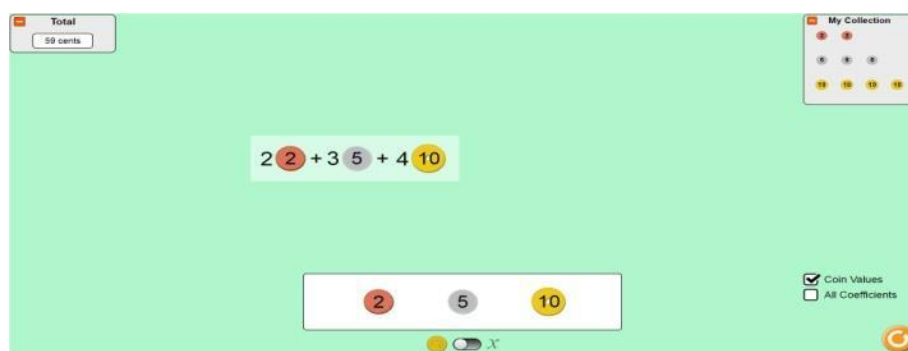 Total
59 cents
My Collection
2 2
5 5 5
10 10 10 10
2 2 + 3 5 + 4 10
2 5 10
Coin Values
All Coefficients
x